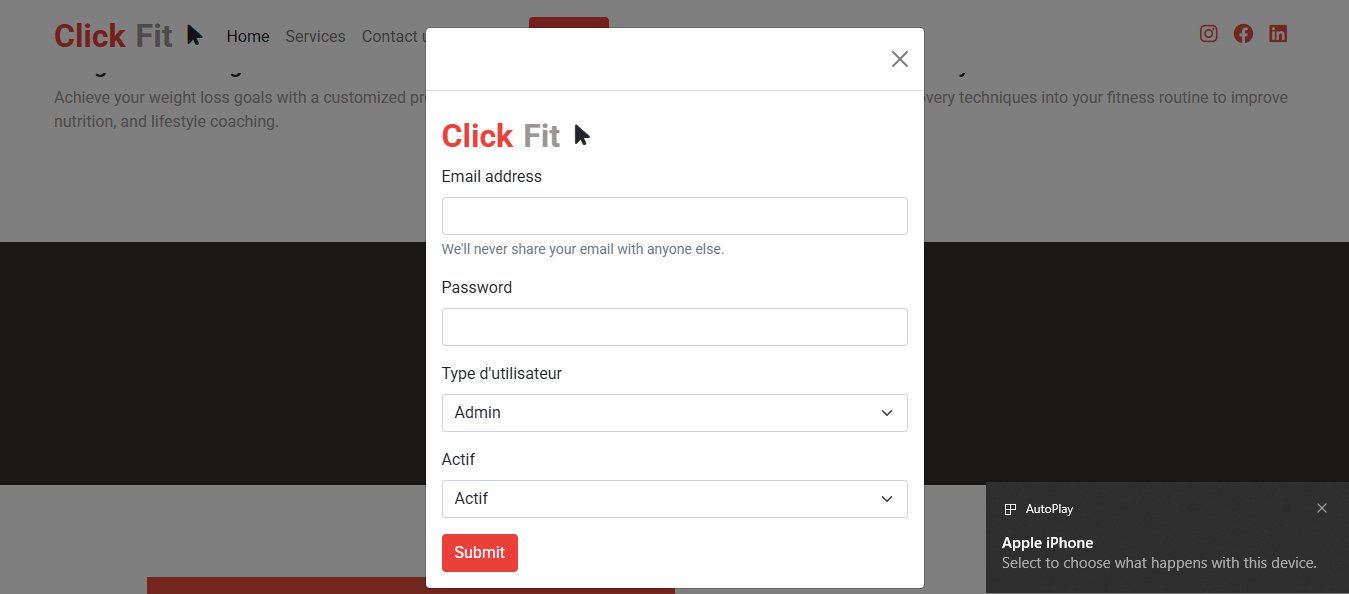 Click Fit Home Services Contact
Achieve your weight loss goals with a customized
very techniques into your fitness routine to improve
nutrition, and lifestyle coaching.
Click Fit
Email address
We'll never share your email with anyone else.
Password
Type d'utilisateur
Admin
Actif
Actif
Submit
AutoPlay
Apple iPhone
Select to choose what happens with this device.